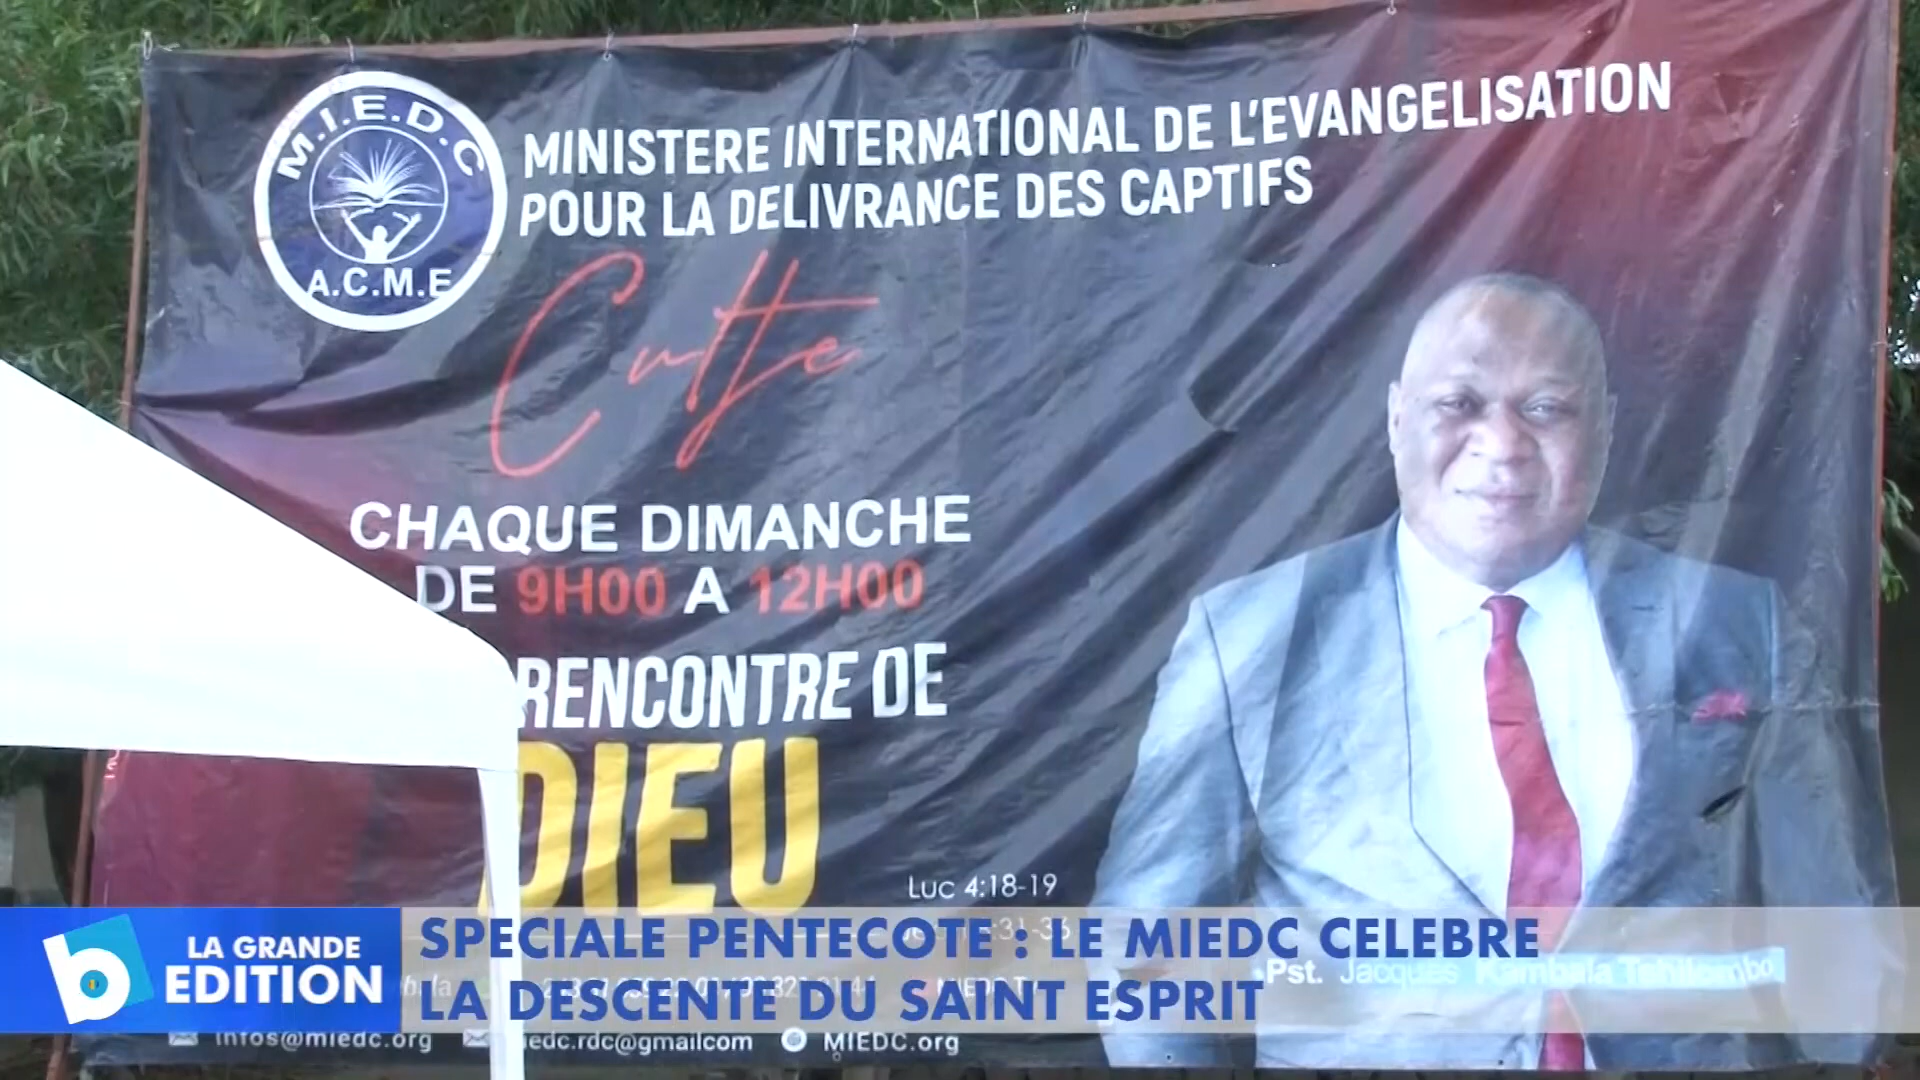 M.I.E.D.C
A.C.M.E
MINISTERE INTERNATIONAL DE L'EVANGELISATION
POUR LA DELIVRANCE DES CAPTIFS
Culte
CHAQUE DIMANCHE
DE 9H00 A 12H00
RENCONTRE DE
DIEU
Luc 4:18-19
Pst. Jacques Kambala
LA GRANDE
EDITION
SPECIALE PENTECOTE : LE MIEDC CELEBRE
LA DESCENTE DU SAINT ESPRIT
infos@miedc.org
iedc.rdc@gmailcom
MIEDC.org